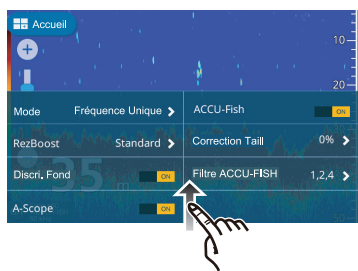 Accueil
10
20
Mode Fréquence Unique
ACCU-Fish ON
RezBoost Standard
Correction Taill 0%
Discri. Fond ON
Filtre ACCU-FISH 1,2,4
A-Scope ON
35